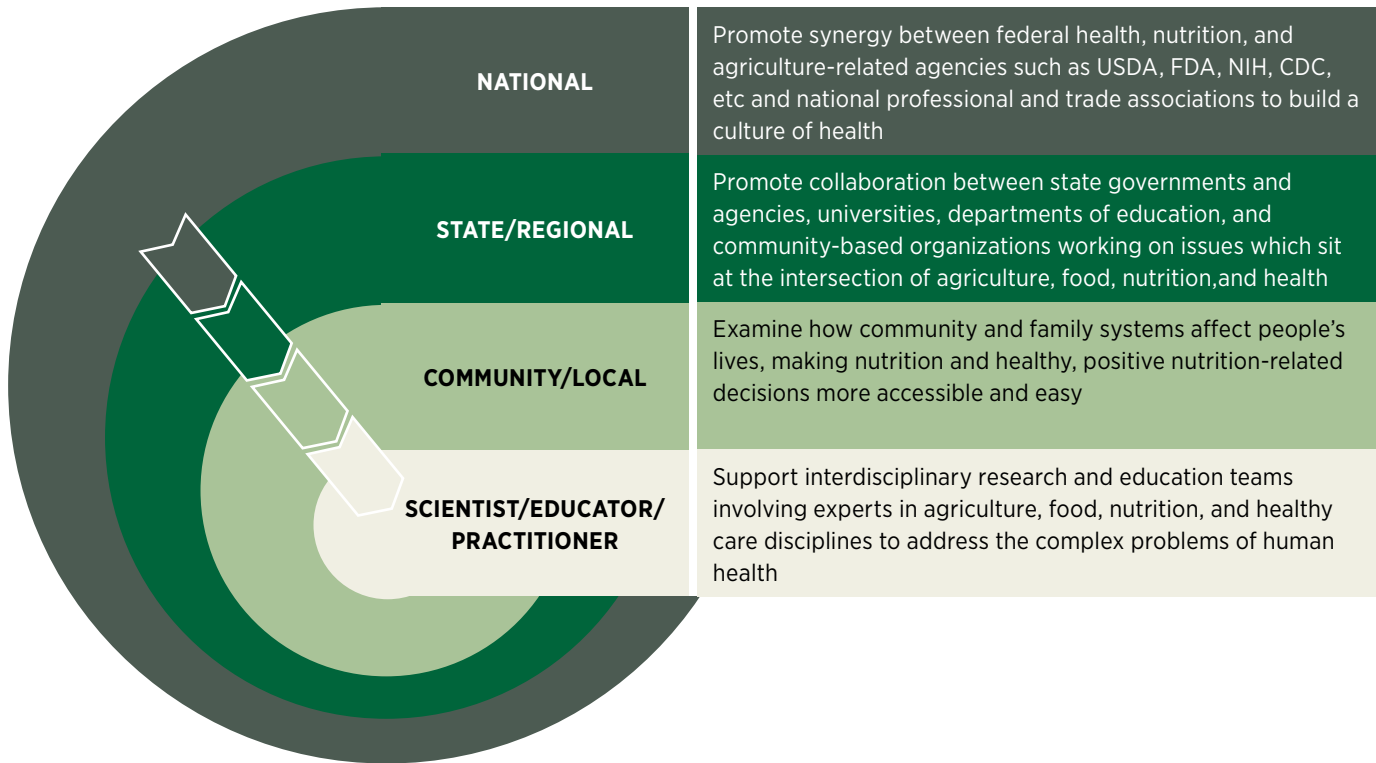 NATIONAL
Promote synergy between federal health, nutrition, and
agriculture-related agencies such as USDA, FDA, NIH, CDC,
etc and national professional and trade associations to build a
culture of health
STATE/REGIONAL
Promote collaboration between state governments and
agencies, universities, departments of education, and
community-based organizations working on issues which sit
at the intersection of agriculture, food, nutrition,and health
COMMUNITY/LOCAL
Examine how community and family systems affect people’s
lives, making nutrition and healthy, positive nutrition-related
decisions more accessible and easy
SCIENTIST/EDUCATOR/
PRACTITIONER
Support interdisciplinary research and education teams
involving experts in agriculture, food, nutrition, and healthy
care disciplines to address the complex problems of human
health